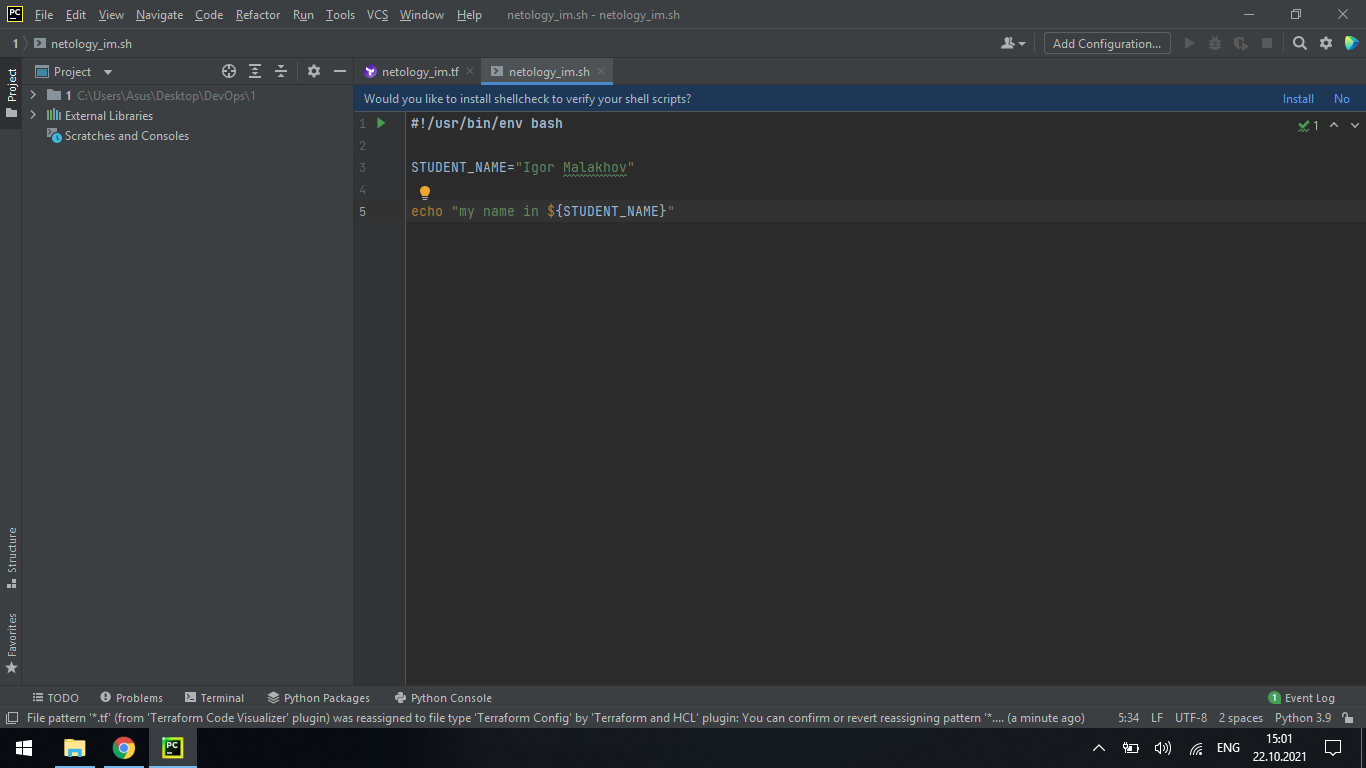 PC File Edit View Navigate Code Refactor Run Tools VCS Window Help netology_im.sh - netology_im.sh
1 netology_im.sh Add Configuration...
Project netology_im.tf netology_im.sh
Project
1 C:\Users\Asus\Desktop\DevOps\1
External Libraries
Scratches and Consoles
Would you like to install shellcheck to verify your shell scripts? Install No
1 #!/usr/bin/env bash 1
2
3 STUDENT_NAME="Igor Malakhov"
4
5 echo "my name in ${STUDENT_NAME}"
Structure
Favorites
TODO Problems Terminal Python Packages Python Console 1 Event Log
File pattern '*.tf' (from 'Terraform Code Visualizer' plugin) was reassigned to file type 'Terraform Config' by 'Terraform and HCL' plugin: You can confirm or revert reassigning pattern '*.... (a minute ago) 5:34 LF UTF-8 2 spaces Python 3.9
PC ENG 15:01
22.10.2021